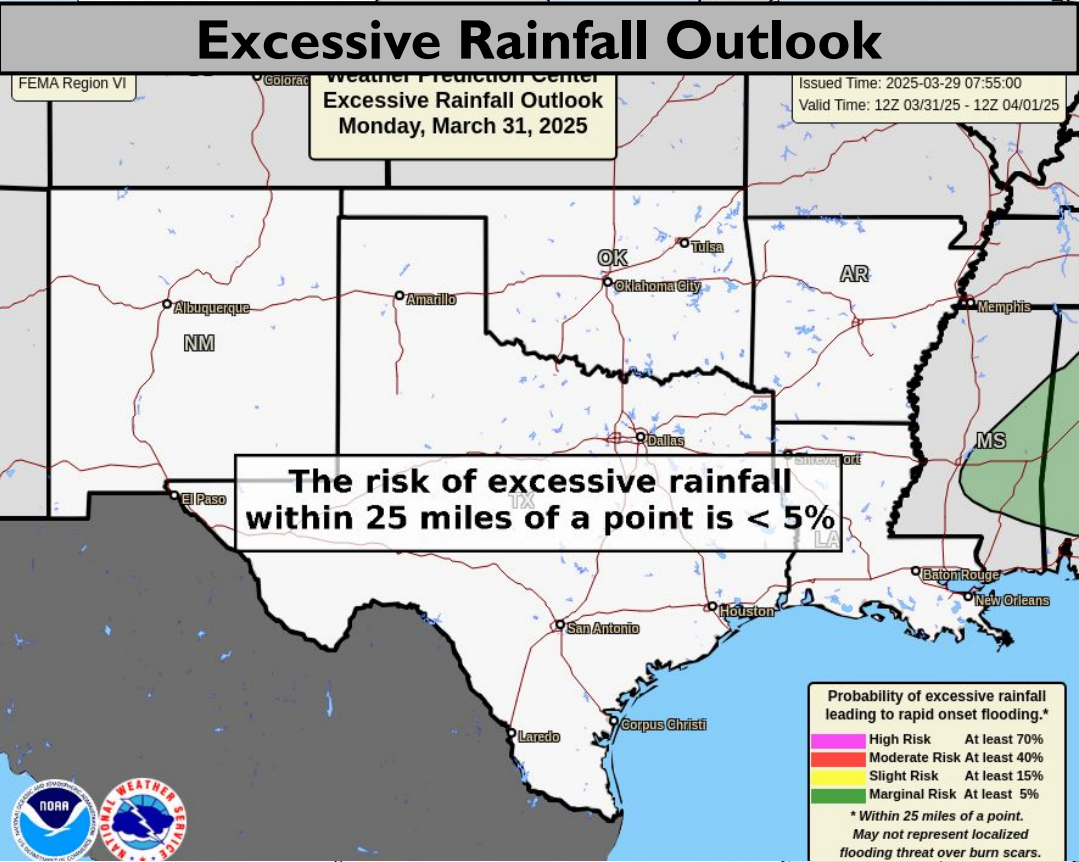 Excessive Rainfall Outlook
FEMA Region VI
Weather Prediction Center
Excessive Rainfall Outlook
Monday, March 31, 2025
Issued Time: 2025-03-29 07:55:00
Valid Time: 12Z 03/31/25 - 12Z 04/01/25
Colorad
OK
Tulsa
Oklahoma City
AR
Albuquerque
Amarillo
Memphis
NM
Dallas
MS
Shreveport
El Paso
TX
The risk of excessive rainfall
within 25 miles of a point is < 5%
LA
Baton Rouge
New Orleans
Houston
San Antonio
Corpus Christi
Laredo
Probability of excessive rainfall
leading to rapid onset flooding.*
High Risk At least 70%
Moderate Risk At least 40%
Slight Risk At least 15%
Marginal Risk At least 5%
* Within 25 miles of a point.
May not represent localized
flooding threat over burn scars.
NOAA
NATIONAL WEATHER SERVICE